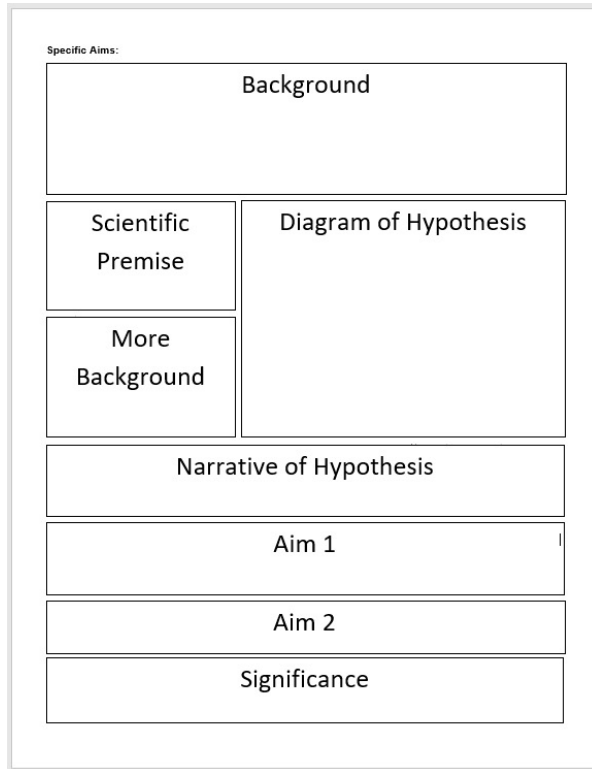 Specific Aims:
Background
Scientific
Premise
Diagram of Hypothesis
More
Background
Narrative of Hypothesis
Aim 1
Aim 2
Significance